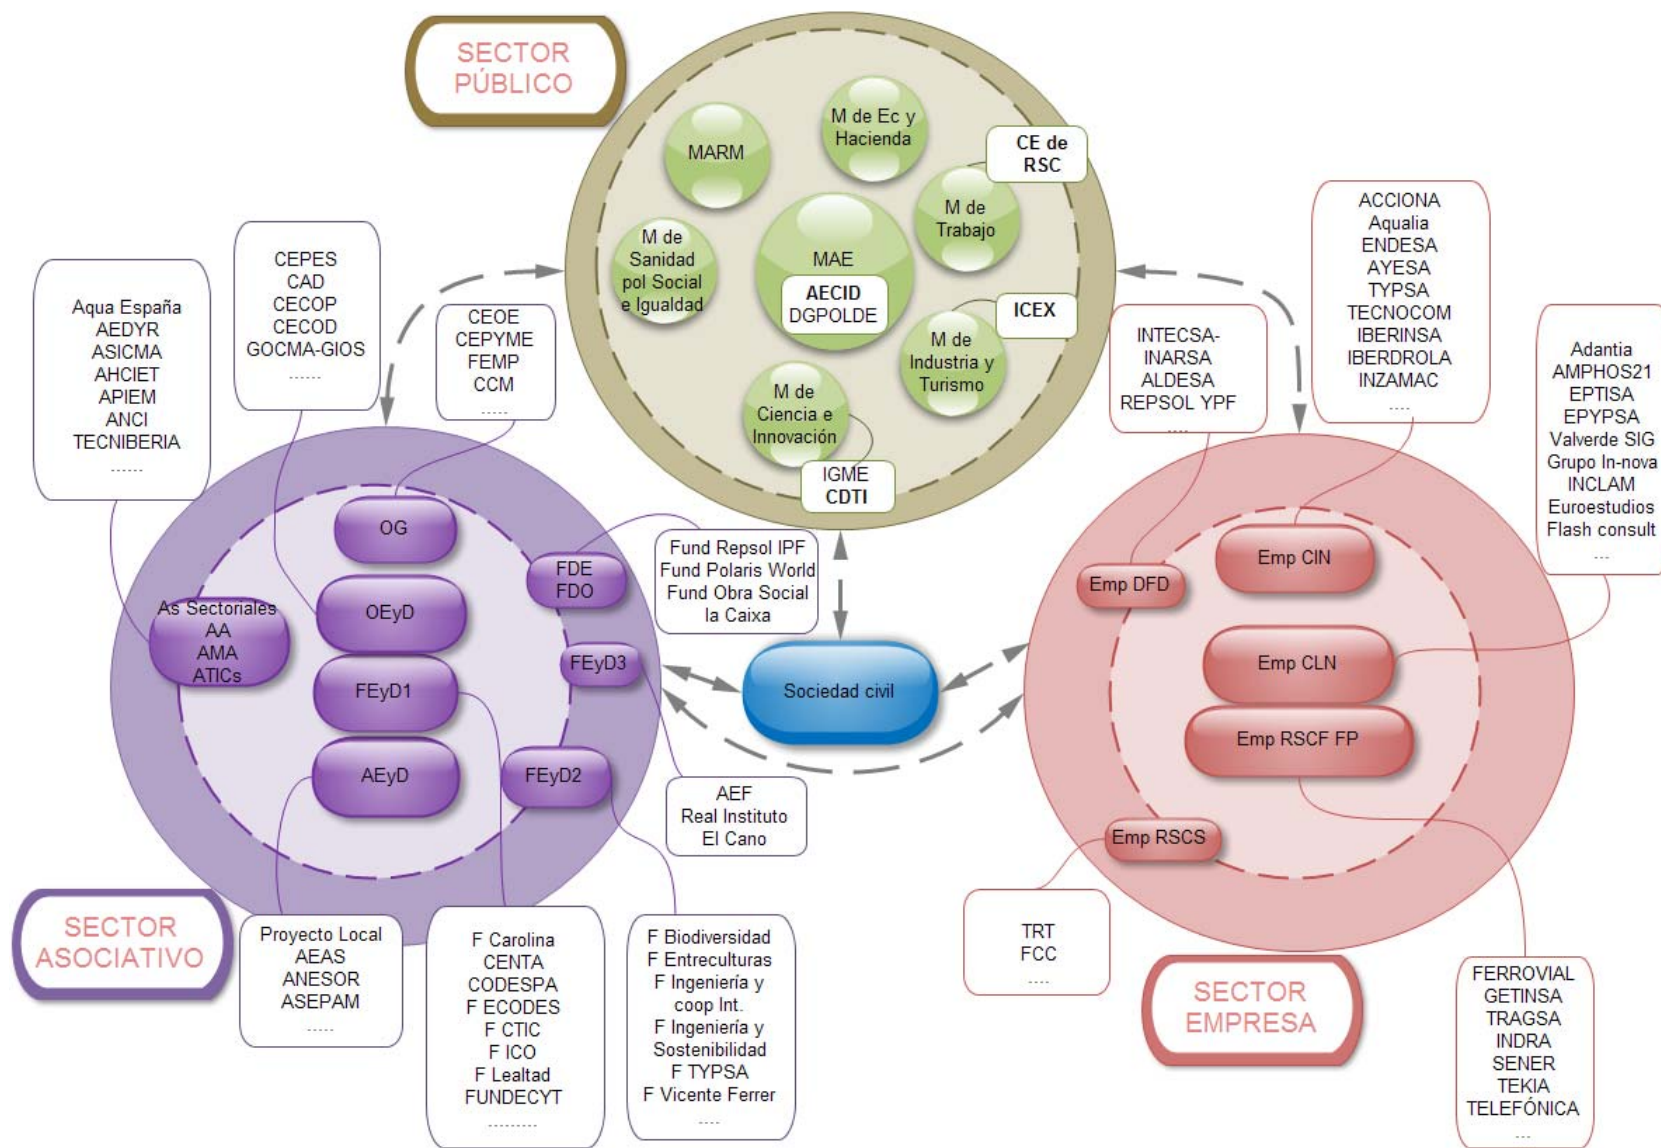 SECTOR
PÚBLICO
M de Ec y
Hacienda
MARM
CE de
RSC
M de
Trabajo
M de
Sanidad
pol Social
e Igualdad
MAE
AECID
DGPOLDE
ICEX
M de
Industria y
Turismo
M de
Ciencia e
Innovación
IGME
CDTI
Aqua España
AEDYR
ASICMA
AHCIET
APIEM
ANCI
TECNIBERIA
......
CEPES
CAD
CECOP
CECOD
GOCMA-GIOS
......
CEOE
CEPYME
FEMP
CCM
.....
INTECSA-
INARSA
ALDESA
REPSOL YPF
....
ACCIONA
Aqualia
ENDESA
AYESA
TYPSA
TECNOCOM
IBERINSA
IBERDROLA
INZAMAC
....
Adantia
AMPHOS21
EPTISA
EPYPSA
Valverde SIG
Grupo In-nova
INCLAM
Euroestudios
Flash consult
...
OG
FDE
FDO
OEyD
As Sectoriales
AA
AMA
ATICs
FEyD3
FEyD1
AEyD
FEyD2
Fund Repsol IPF
Fund Polaris World
Fund Obra Social
la Caixa
Sociedad civil
Emp CIN
Emp DFD
Emp CLN
Emp RSCF FP
Emp RSCS
AEF
Real Instituto
El Cano
SECTOR
ASOCIATIVO
Proyecto Local
AEAS
ANESOR
ASEPAM
.....
F Carolina
CENTA
CODESPA
F ECODES
F CTIC
F ICO
F Lealtad
FUNDECYT
.........
F Biodiversidad
F Entreculturas
F Ingeniería y
coop Int.
F Ingeniería y
Sostenibilidad
F TYPSA
F Vicente Ferrer
....
TRT
FCC
....
SECTOR
EMPRESA
FERROVIAL
GETINSA
TRAGSA
INDRA
SENER
TEKIA
TELEFÓNICA
....